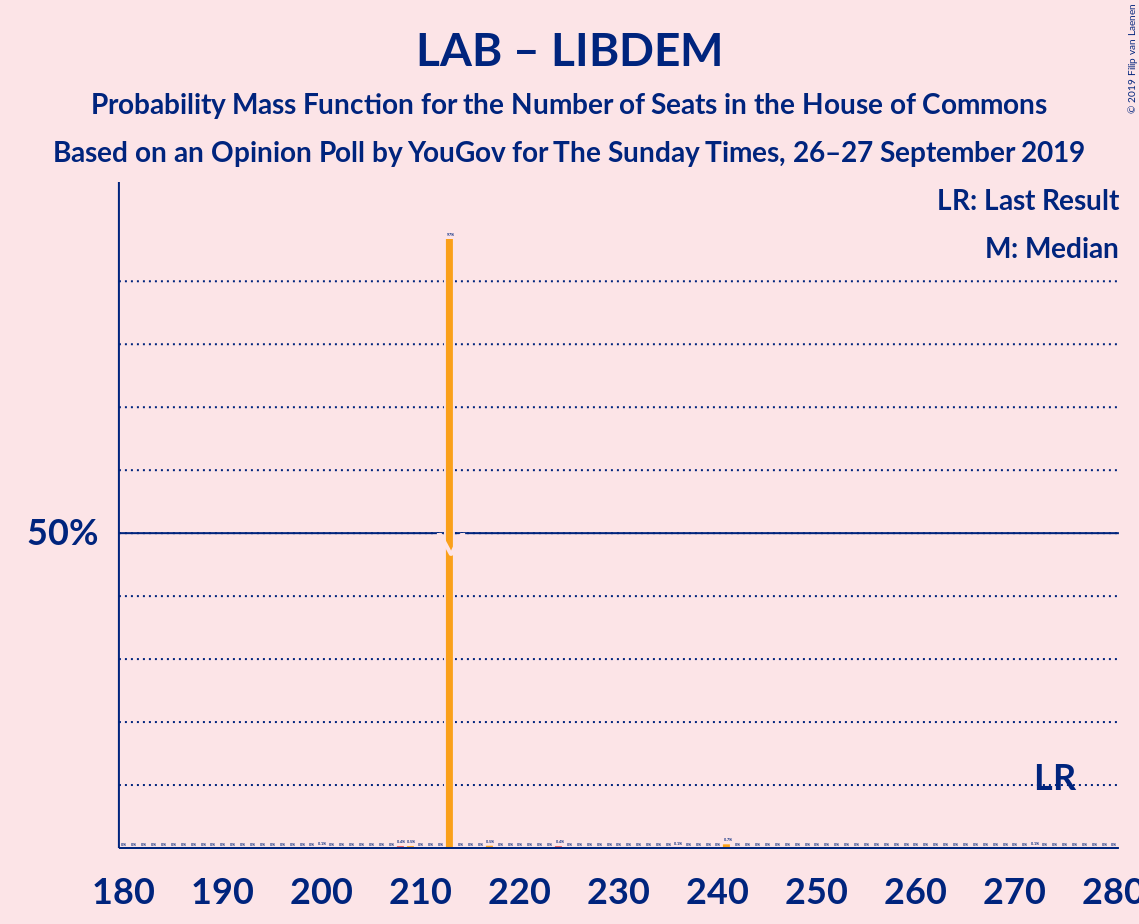 LAB – LIBDEM
Probability Mass Function for the Number of Seats in the House of Commons
Based on an Opinion Poll by YouGov for The Sunday Times, 26–27 September 2019
© 2019 Filip van Laenen
LR: Last Result
M: Median
97%
50%
M
LR
180 190 200 210 220 230 240 250 260 270 280